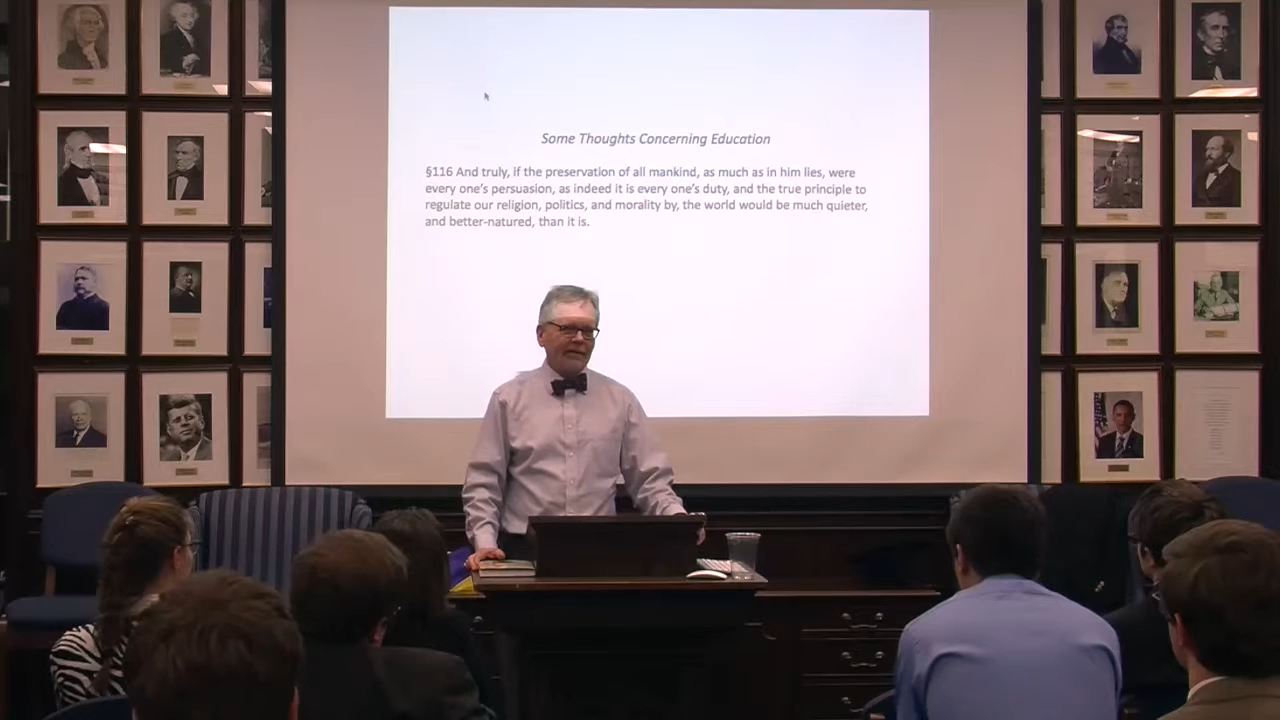 Some Thoughts Concerning Education
§116 And truly, if the preservation of all mankind, as much as in him lies, were
every one's persuasion, as indeed it is every one's duty, and the true principle to
regulate our religion, politics, and morality by, the world would be much quieter,
and better-natured, than it is.